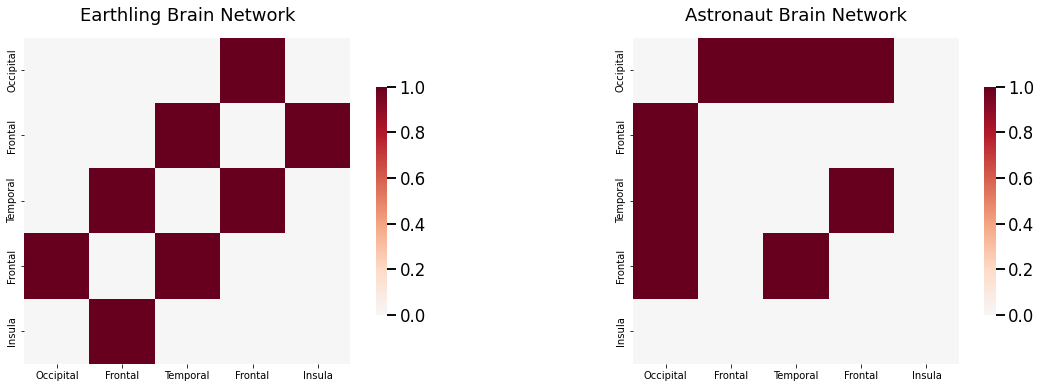 Earthling Brain Network
Occipital
Frontal
Temporal
Frontal
Insula
Occipital Frontal Temporal Frontal Insula
1.0
0.8
0.6
0.4
0.2
0.0
Astronaut Brain Network
Occipital
Frontal
Temporal
Frontal
Insula
Occipital Frontal Temporal Frontal Insula
1.0
0.8
0.6
0.4
0.2
0.0